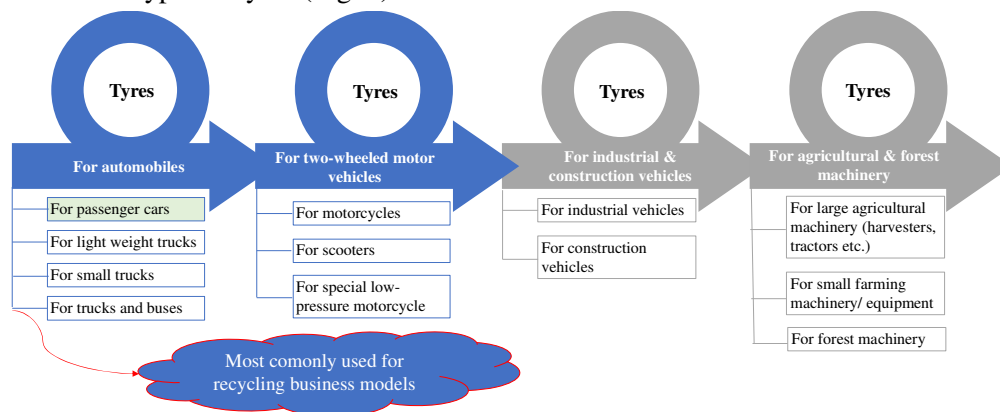 Tyres
Tyres
Tyres
Tyres
For automobiles
For two-wheeled motor
vehicles
For industrial &
construction vehicles
For agricultural & forest
machinery
For passenger cars
For light weight trucks
For small trucks
For trucks and buses
For motorcycles
For scooters
For special low-
pressure motorcycle
For industrial vehicles
For construction
vehicles
For large agricultural
machinery (harvesters,
tractors etc.)
For small farming
machinery/ equipment
For forest machinery
Most comonly used for
recycling business models